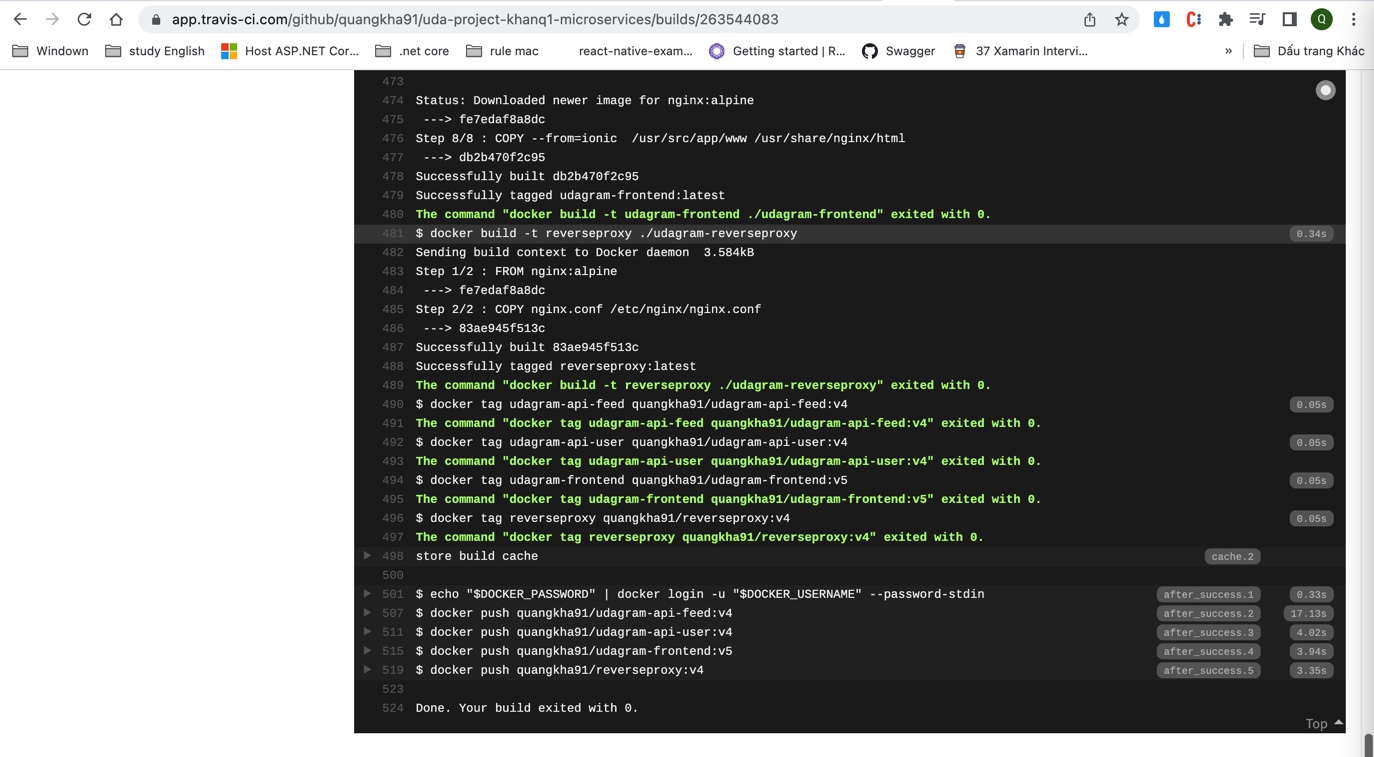 app.travis-ci.com/github/quangkha91/uda-project-khanq1-microservices/builds/263544083
Q
Windown study English Host ASP.NET Cor... .net core rule mac react-native-exam... Getting started | R... Swagger 37 Xamarin Intervi... » Dấu trang Khác
473
474 Status: Downloaded newer image for nginx:alpine
475 ---> fe7edaf8a8dc
476 Step 8/8 : COPY --from=ionic  /usr/src/app/www /usr/share/nginx/html
477 ---> db2b470f2c95
478 Successfully built db2b470f2c95
479 Successfully tagged udagram-frontend:latest
480 The command "docker build -t udagram-frontend ./udagram-frontend" exited with 0.
481 $ docker build -t reverseproxy ./udagram-reverseproxy 0.34s
482 Sending build context to Docker daemon  3.584kB
483 Step 1/2 : FROM nginx:alpine
484 ---> fe7edaf8a8dc
485 Step 2/2 : COPY nginx.conf /etc/nginx/nginx.conf
486 ---> 83ae945f513c
487 Successfully built 83ae945f513c
488 Successfully tagged reverseproxy:latest
489 The command "docker build -t reverseproxy ./udagram-reverseproxy" exited with 0.
490 $ docker tag udagram-api-feed quangkha91/udagram-api-feed:v4 0.05s
491 The command "docker tag udagram-api-feed quangkha91/udagram-api-feed:v4" exited with 0.
492 $ docker tag udagram-api-user quangkha91/udagram-api-user:v4 0.05s
493 The command "docker tag udagram-api-user quangkha91/udagram-api-user:v4" exited with 0.
494 $ docker tag udagram-frontend quangkha91/udagram-frontend:v5 0.05s
495 The command "docker tag udagram-frontend quangkha91/udagram-frontend:v5" exited with 0.
496 $ docker tag reverseproxy quangkha91/reverseproxy:v4 0.05s
497 The command "docker tag reverseproxy quangkha91/reverseproxy:v4" exited with 0.
498 store build cache cache.2
500
501 $ echo "$DOCKER_PASSWORD" | docker login -u "$DOCKER_USERNAME" --password-stdin after_success.1 0.33s
507 $ docker push quangkha91/udagram-api-feed:v4 after_success.2 17.13s
511 $ docker push quangkha91/udagram-api-user:v4 after_success.3 4.02s
515 $ docker push quangkha91/udagram-frontend:v5 after_success.4 3.94s
519 $ docker push quangkha91/reverseproxy:v4 after_success.5 3.35s
523
524 Done. Your build exited with 0.
Top